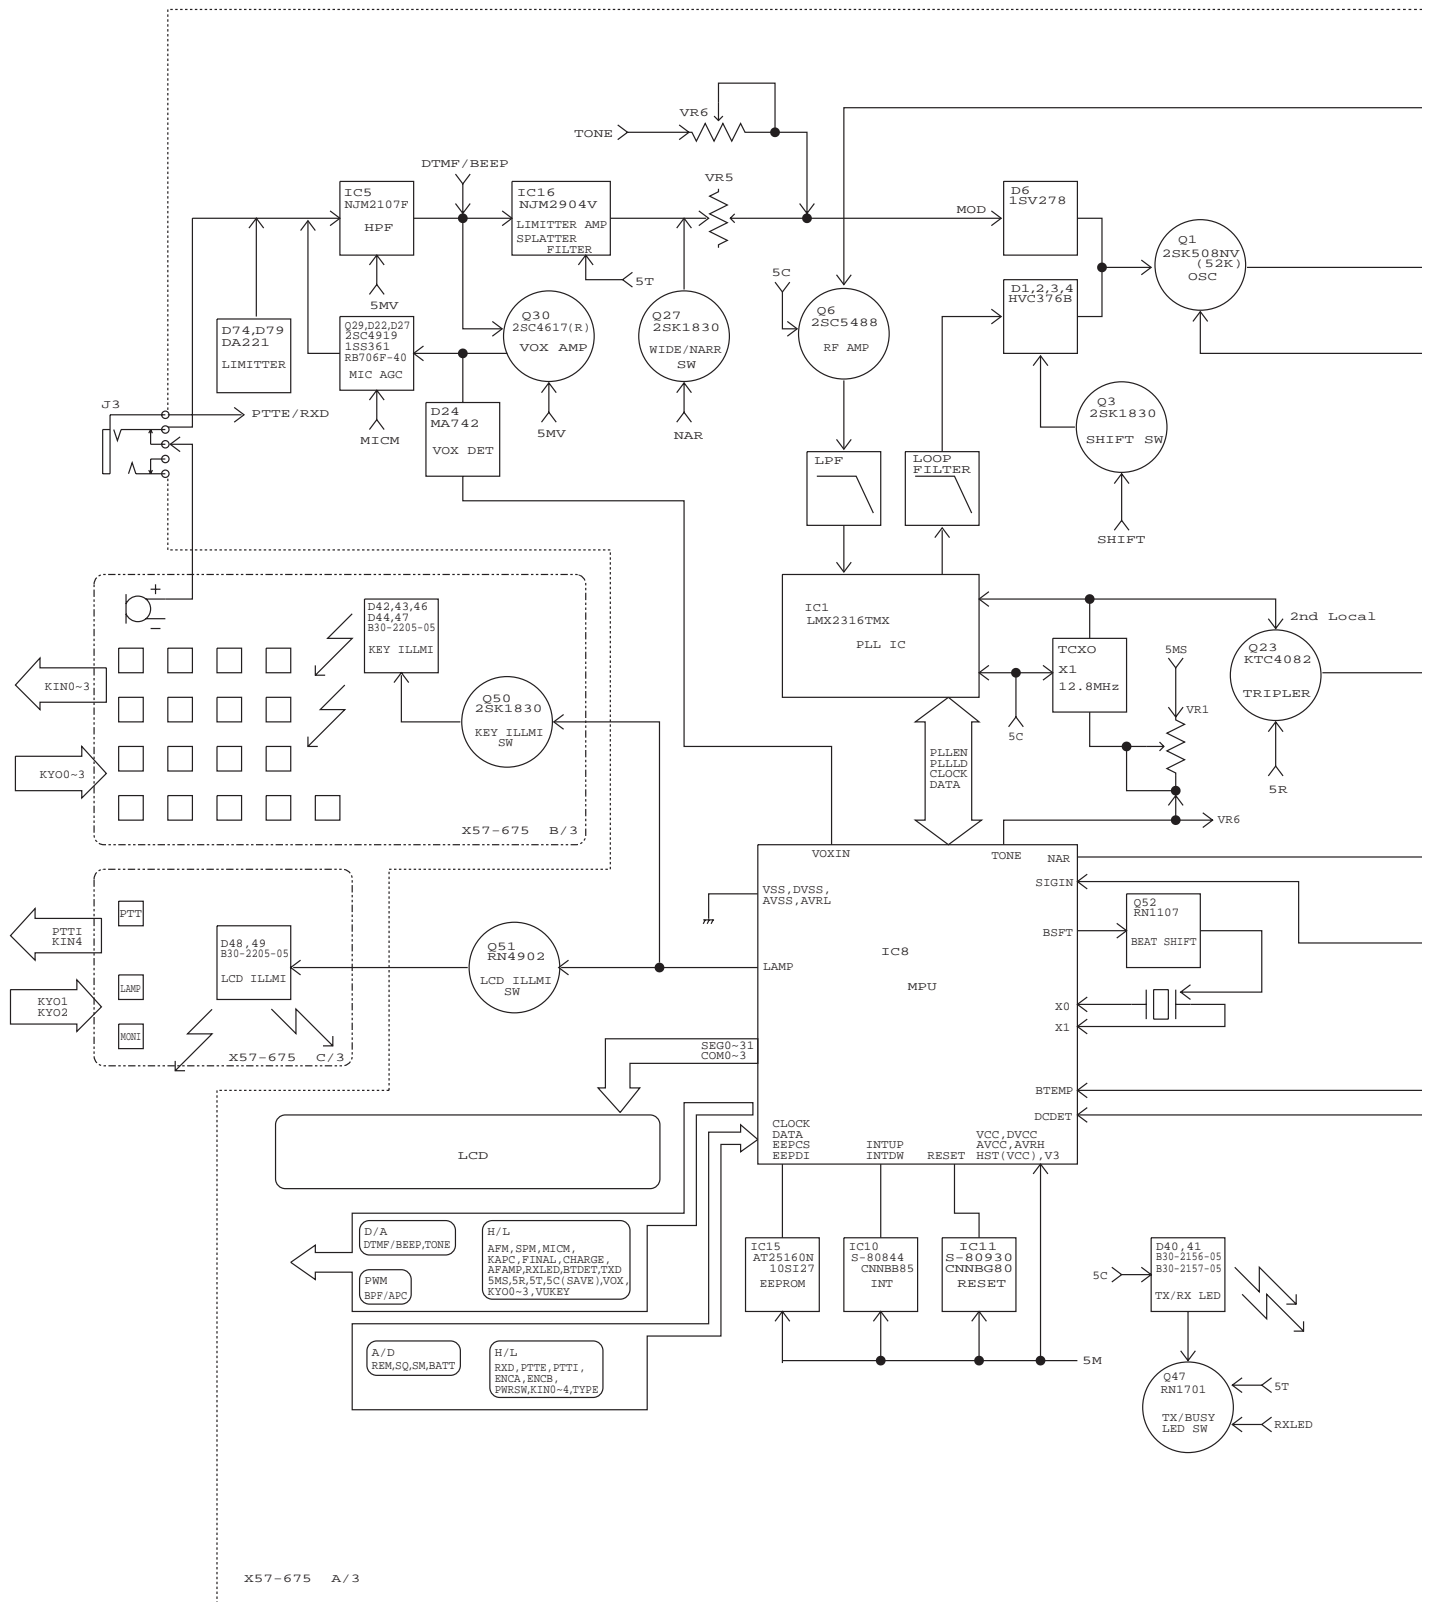 VR6
TONE
DTMF/BEEP
IC5
NJM2107F
HPF
5MV
IC16
NJM2904V
LIMITTER AMP
SPLATTER
FILTER
5T
VR5
MOD
D6
1SV278
Q1
2SK508NV
(52K)
OSC
D74,D79
DA221
LIMITTER
Q29,D22,D27
2SC4919
1SS361
RB706F-40
MIC AGC
MICM
Q30
2SC4617(R)
VOX AMP
5MV
D24
MA742
VOX DET
Q27
2SK1830
WIDE/NARR
SW
NAR
5C
Q6
2SC5488
RF AMP
D1,2,3,4
HVC376B
Q3
2SK1830
SHIFT SW
SHIFT
J3
PTTE/RXD
LPF
LOOP
FILTER
IC1
LMX2316TMX
PLL IC
2nd Local
TCXO
X1
12.8MHz
5C
5MS
VR1
Q23
KTC4082
TRIPLER
5R
VR6
+
−
D42,43,46
D44,47
B30-2205-05
KEY ILLMI
Q50
2SK1830
KEY ILLMI
SW
KIN0~3
KYO0~3
X57-675 B/3
PLLEN
PLLLD
CLOCK
DATA
PTTI
KIN4
KYO1
KYO2
PTT
LAMP
MONI
D48,49
B30-2205-05
LCD ILLMI
X57-675 C/3
Q51
RN4902
LCD ILLMI
SW
VOXIN
TONE
NAR
SIGIN
BSFT
X0
X1
BTEMP
DCDET
VSS,DVSS,
AVSS,AVRL
LAMP
IC8
MPU
SEG0~31
COM0~3
CLOCK
DATA
EEPCS
EEPDI
INTUP
INTDW
RESET
VCC,DVCC
AVCC,AVRH
HST(VCC),V3
Q52
RN1107
BEAT SHIFT
LCD
D/A
DTMF/BEEP,TONE
PWM
BPF/APC
H/L
AFM,SPM,MICM,
KAPC,FINAL,CHARGE,
AFAMP,RXLED,BTDET,TXD
5MS,5R,5T,5C(SAVE),VOX,
KYO0~3,VUKEY
A/D
REM,SQ,SM,BATT
H/L
RXD,PTTE,PTTI,
ENCA,ENCB,
PWRSW,KIN0~4,TYPE
IC15
AT25160N
10SI27
EEPROM
IC10
S-80844
CNNBB85
INT
IC11
S-80930
CNNBG80
RESET
5M
5C
D40,41
B30-2156-05
B30-2157-05
TX/RX LED
Q47
RN1701
TX/BUSY
LED SW
5T
RXLED
X57-675 A/3